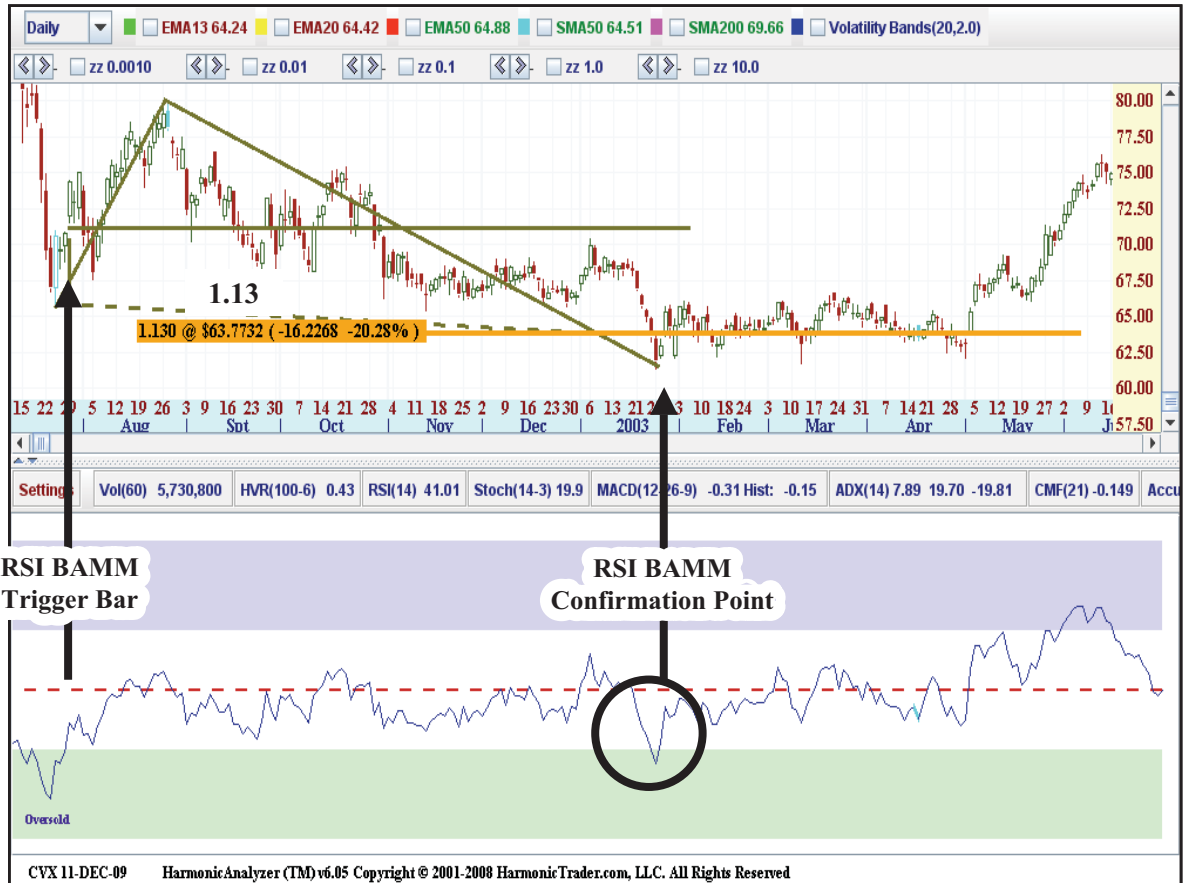 Daily EMA13 64.24 EMA20 64.42 EMA50 64.88 SMA50 64.51 SMA200 69.66 Volatility Bands(20,2.0)
zz 0.0010 zz 0.01 zz 0.1 zz 1.0 zz 10.0
80.00
77.50
75.00
72.50
70.00
67.50
65.00
62.50
60.00
57.50
1.13
1.130 @ $63.7732 ( -16.2268 -20.28% )
15 22 29 5 12 19 26 3 9 16 23 30 7 14 21 28 4 11 18 25 2 9 16 23 30 6 13 21 3 10 18 24 3 10 17 24 31 7 14 21 28 5 12 19 27 2 9
Aug Spt Oct Nov Dec 2003 Feb Mar Apr May
Settings Vol(60) 5,730,800 HVR(100-6) 0.43 RSI(14) 41.01 Stoch(14-3) 19.9 MACD(12-26-9) -0.31 Hist: -0.15 ADX(14) 7.89 19.70 -19.81 CMF(21) -0.149 Accu
RSI BAMM
Trigger Bar
RSI BAMM
Confirmation Point
Oversold
CVX 11-DEC-09 HarmonicAnalyzer (TM) v6.05 Copyright © 2001-2008 HarmonicTrader.com, LLC. All Rights Reserved